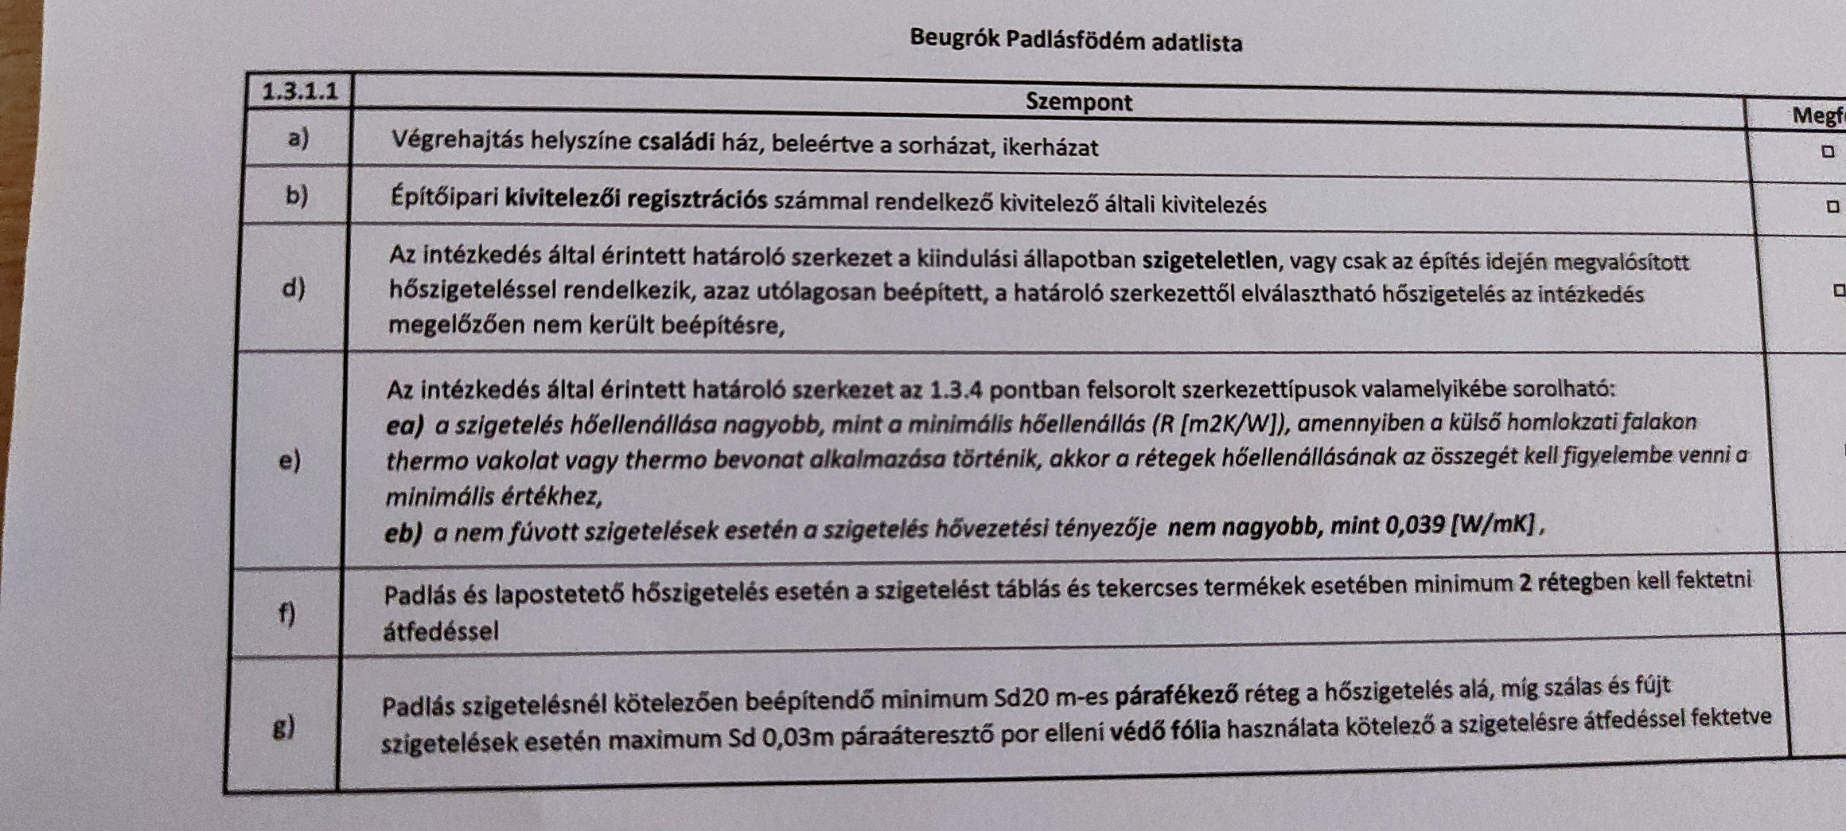 Beugrók Padlásfödém adatlista
1.3.1.1
Szempont
a)
Végrehajtás helyszíne családi ház, beleértve a sorházat, ikerházat
b)
Építőipari kivitelezői regisztrációs számmal rendelkező kivitelező általi kivitelezés
d)
Az intézkedés által érintett határoló szerkezet a kiindulási állapotban szigeteletlen, vagy csak az építés idején megvalósított
hőszigeteléssel rendelkezik, azaz utólagosan beépített, a határoló szerkezettől elválasztható hőszigetelés az intézkedés
megelőzően nem került beépítésre,
e)
Az intézkedés által érintett határoló szerkezet az 1.3.4 pontban felsorolt szerkezettípusok valamelyikébe sorolható:
ea) a szigetelés hőellenállása nagyobb, mint a minimális hőellenállás (R [m2K/W]), amennyiben a külső homlokzati falakon
thermo vakolat vagy thermo bevonat alkalmazása történik, akkor a rétegek hőellenállásának az összegét kell figyelembe venni a
minimális értékhez,
eb) a nem fúvott szigetelések esetén a szigetelés hővezetési tényezője nem nagyobb, mint 0,039 [W/mK] ,
f)
Padlás és lapostetető hőszigetelés esetén a szigetelést táblás és tekercses termékek esetében minimum 2 rétegben kell fektetni
átfedéssel
g)
Padlás szigetelésnél kötelezően beépítendő minimum Sd20 m-es párafékező réteg a hőszigetelés alá, míg szálas és fújt
szigetelések esetén maximum Sd 0,03m páraáteresztő por elleni védő fólia használata kötelező a szigetelésre átfedéssel fektetve